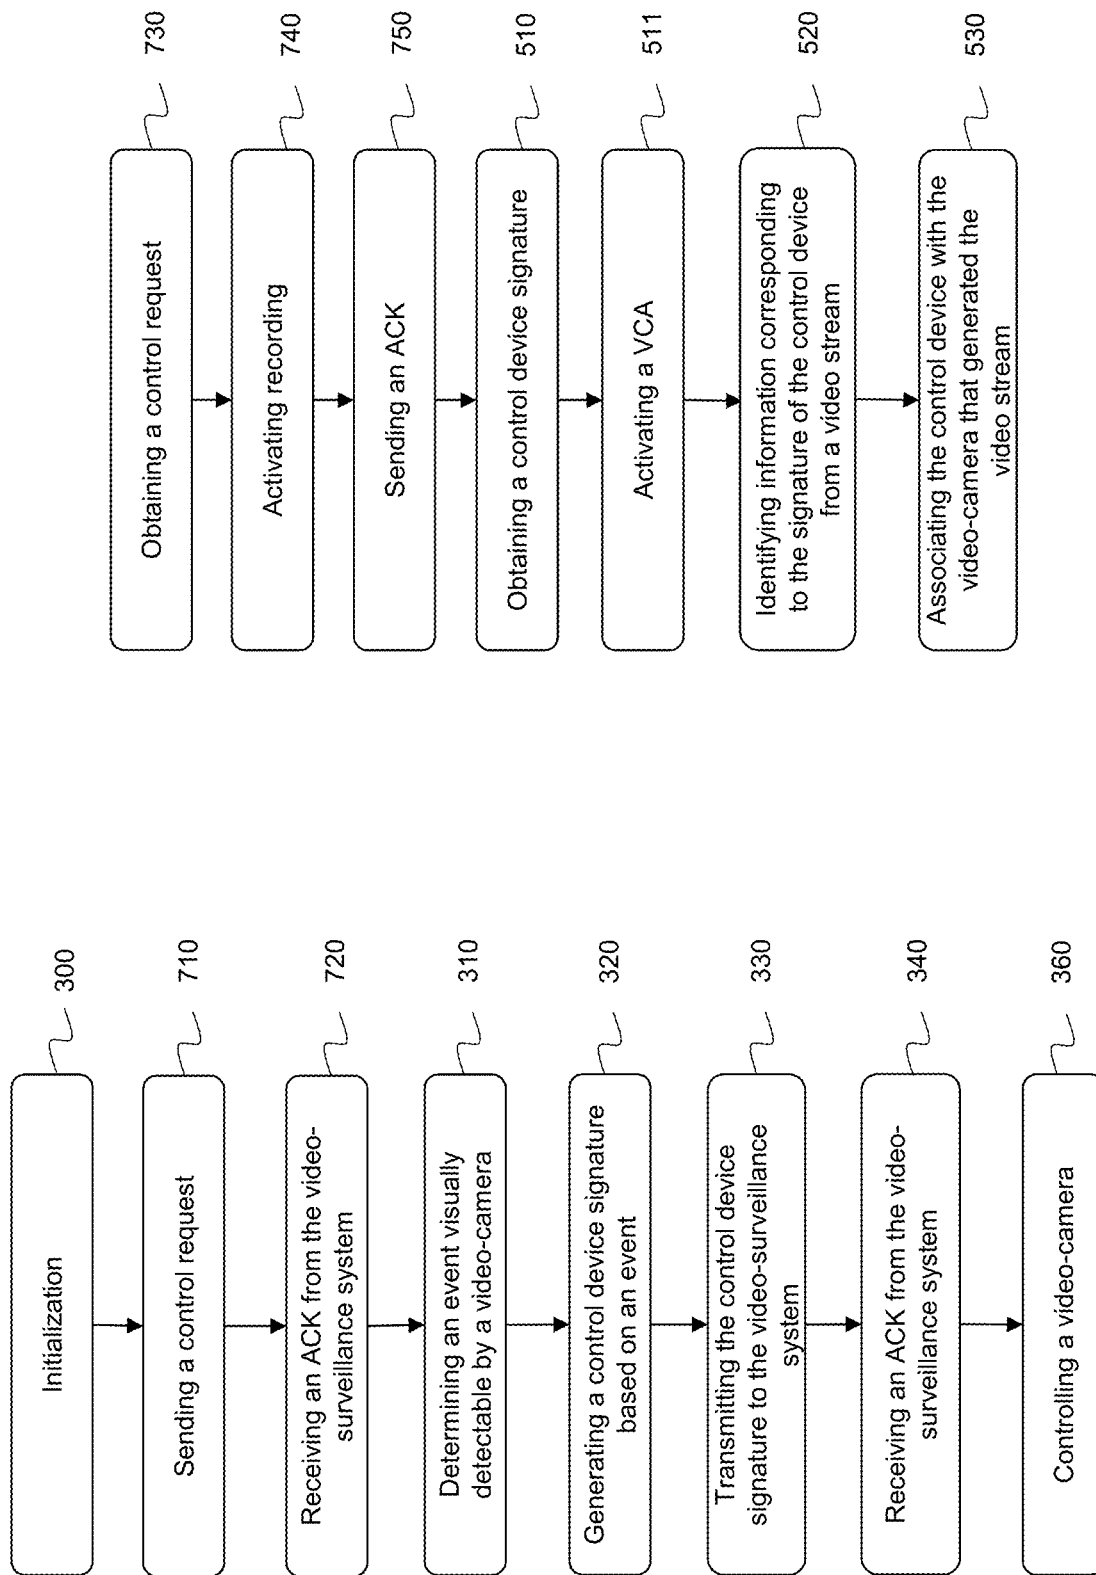 Initialization
300
Sending a control request
710
Receiving an ACK from the video-
surveillance system
720
Determining an event visually
detectable by a video-camera
310
Generating a control device signature
based on an event
320
Transmitting the control device
signature to the video-surveillance
system
330
Receiving an ACK from the video-
surveillance system
340
Controlling a video-camera
360
Obtaining a control request
730
Activating recording
740
Sending an ACK
750
Obtaining a control device signature
510
Activating a VCA
511
Identifying information corresponding
to the signature of the control device
from a video stream
520
Associating the control device with the
video-camera that generated the
video stream
530